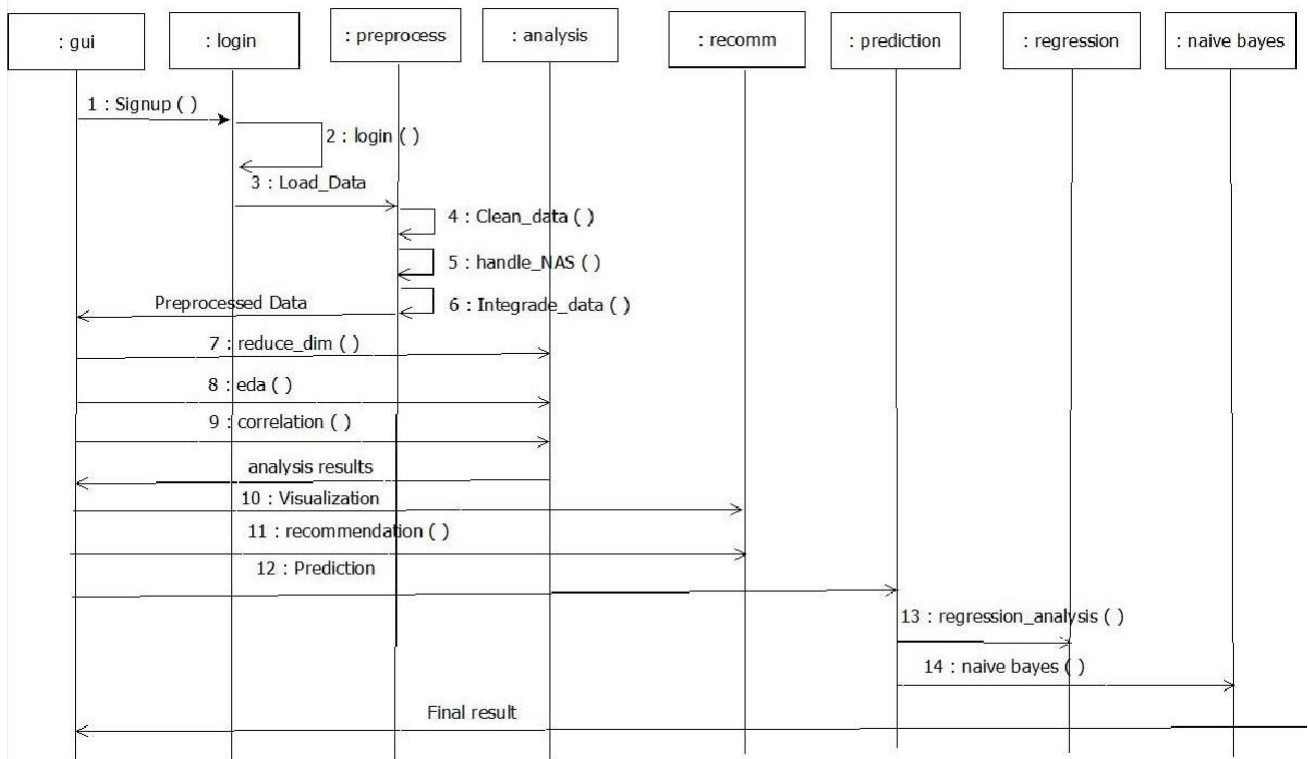 : gui
: login
: preprocess
: analysis
: recomm
: prediction
: regression
: naive bayes
1 : Signup ( )
2 : login ( )
3 : Load_Data
4 : Clean_data ( )
5 : handle_NAS ( )
6 : Integrade_data ( )
Preprocessed Data
7 : reduce_dim ( )
8 : eda ( )
9 : correlation ( )
analysis results
10 : Visualization
11 : recommendation ( )
12 : Prediction
13 : regression_analysis ( )
14 : naive bayes ( )
Final result